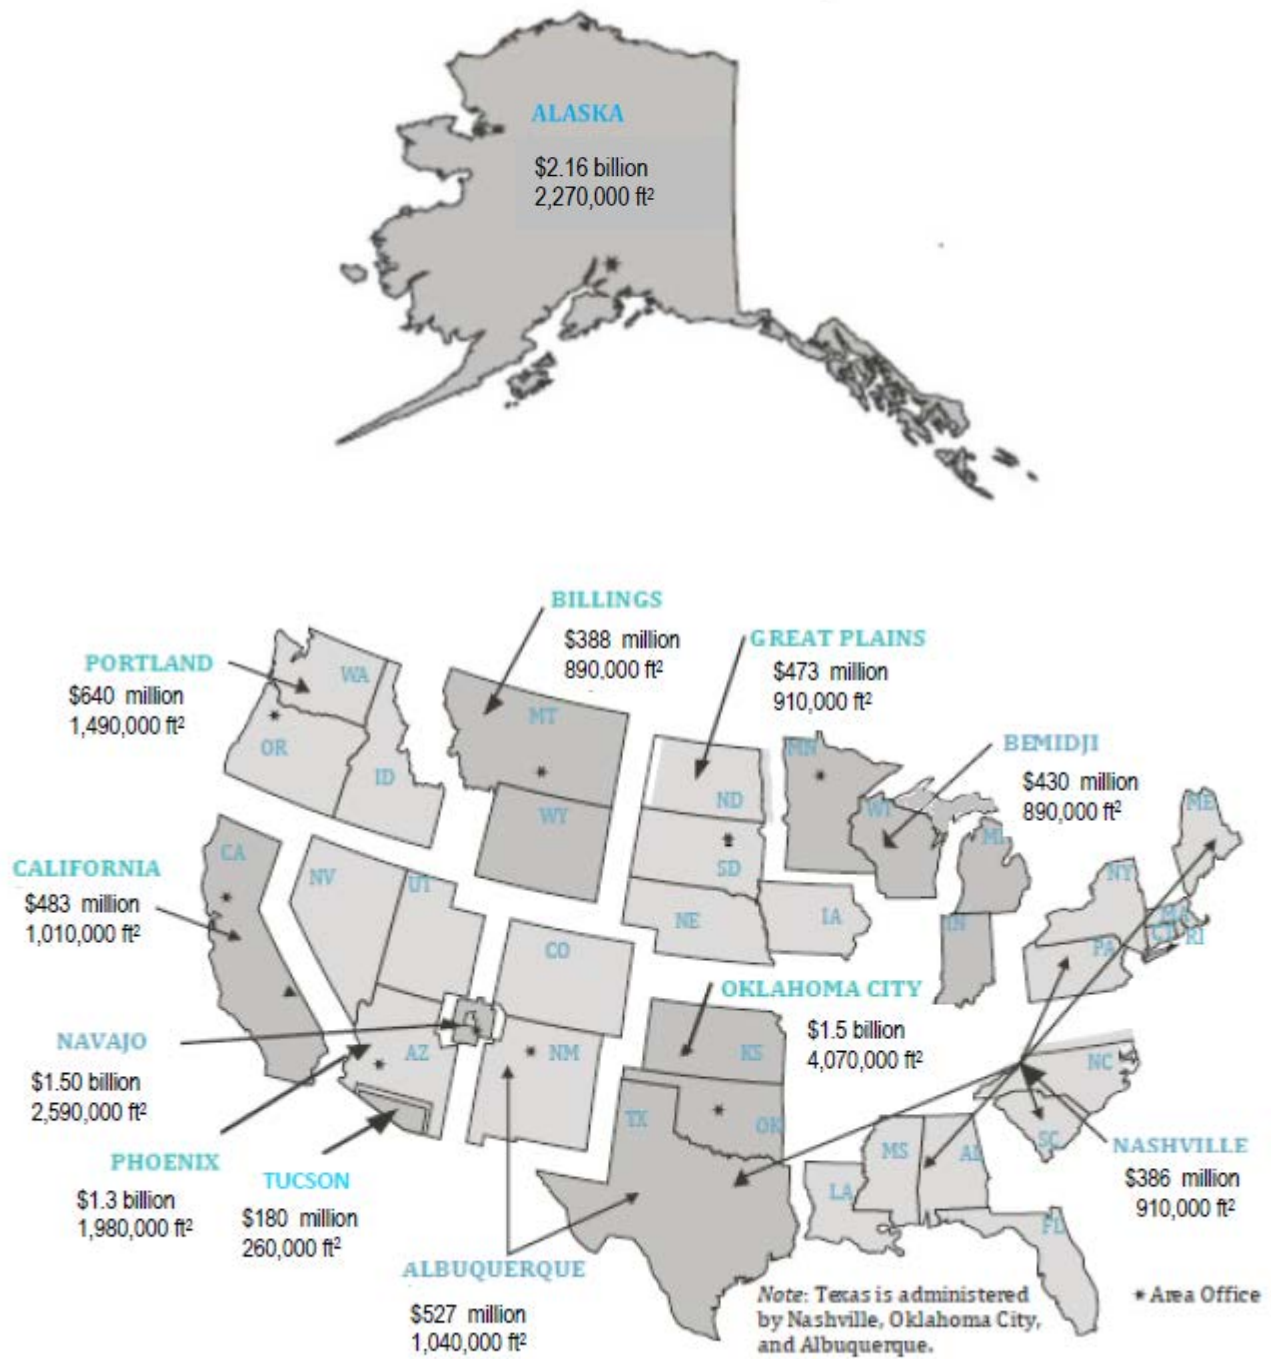 ALASKA
$2.16 billion
2,270,000 ft²
BILLINGS
$388 million
890,000 ft²
GREAT PLAINS
$473 million
910,000 ft²
PORTLAND
$640 million
1,490,000 ft²
WA
OR
ID
MT
WY
ND
SD
NE
IA
MN
WI
MI
IN
BEMIDJI
$430 million
890,000 ft²
ME
NY
MA
CT
RI
PA
CALIFORNIA
$483 million
1,010,000 ft²
CA
NV
UT
CO
OKLAHOMA CITY
$1.5 billion
4,070,000 ft²
KS
NAVAJO
$1.50 billion
2,590,000 ft²
AZ
NM
TX
OK
NC
SC
MS
AL
LA
FL
NASHVILLE
$386 million
910,000 ft²
PHOENIX
$1.3 billion
1,980,000 ft²
TUCSON
$180 million
260,000 ft²
ALBUQUERQUE
$527 million
1,040,000 ft²
Note: Texas is administered
by Nashville, Oklahoma City,
and Albuquerque.
* Area Office